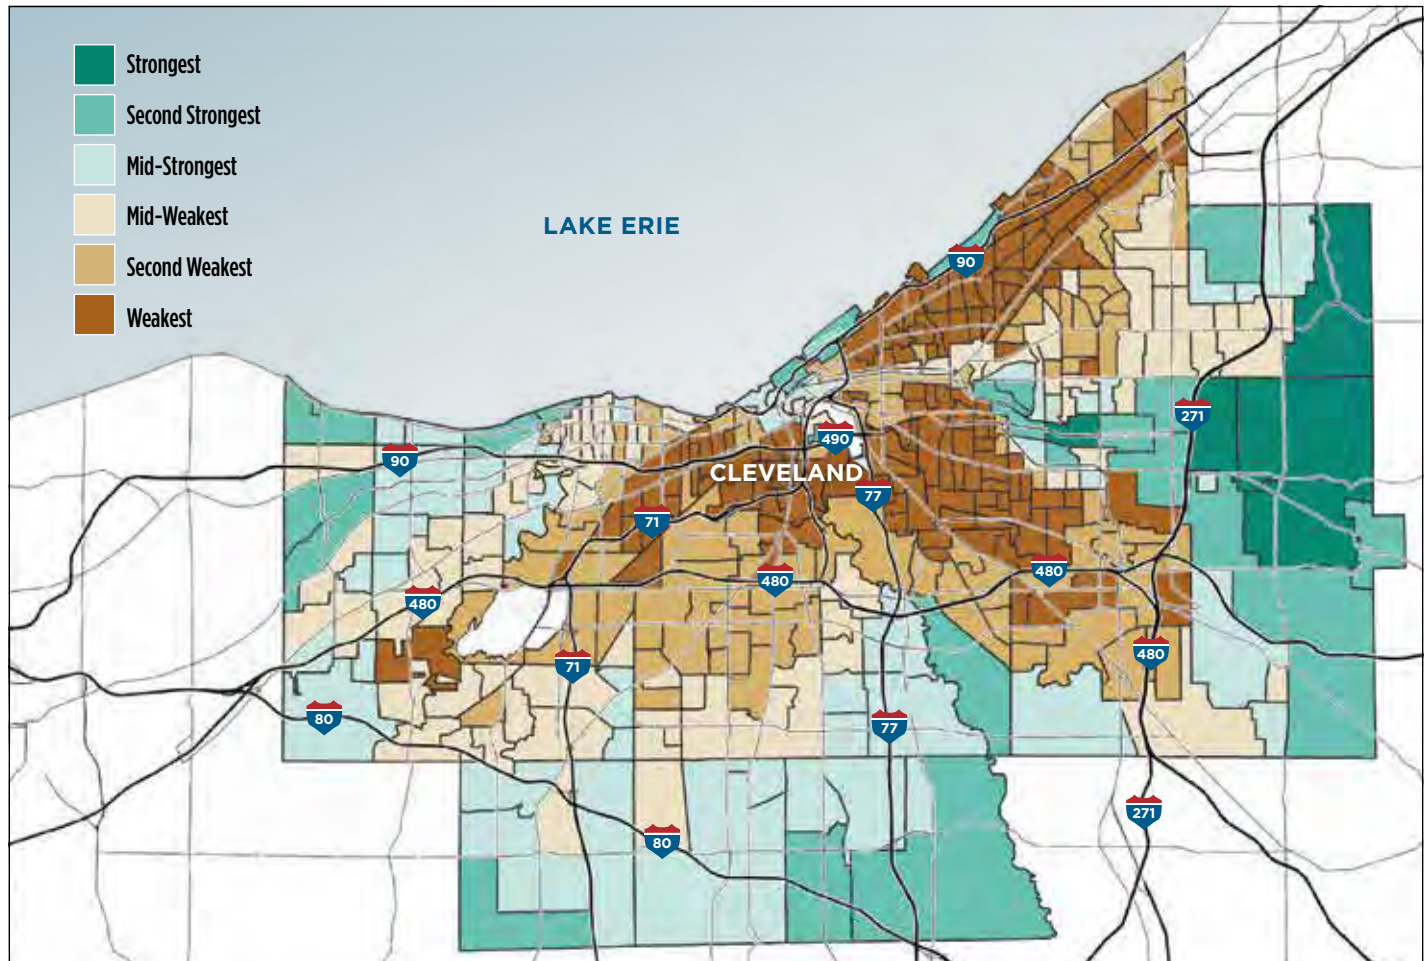 Strongest
Second Strongest
Mid-Strongest
Mid-Weakest
Second Weakest
Weakest
LAKE ERIE
90
271
490
90
CLEVELAND
77
71
480
480
480
71
480
80
77
271
80